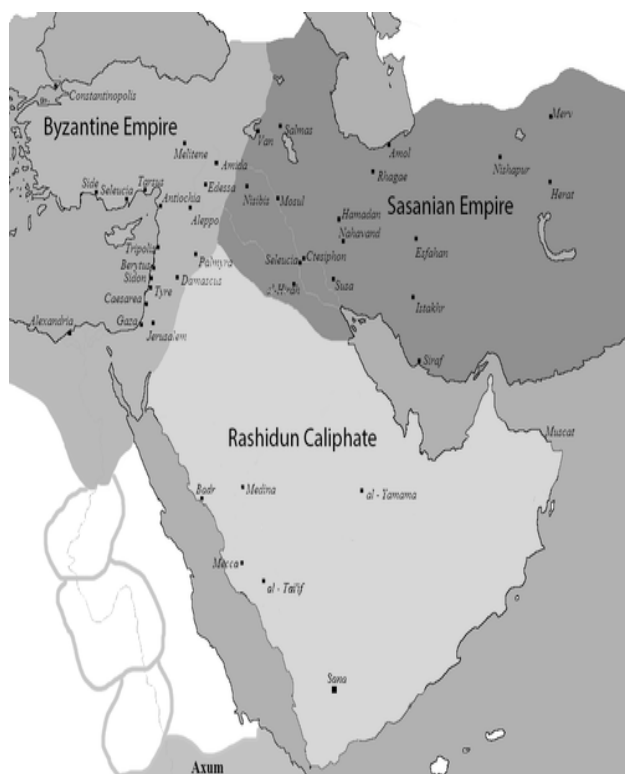 Constantinopolis
Merv
Byzantine Empire
Van
Salmas
Melitene
Amol
Nishapur
Amida
Rhagae
Side
Seleucia
Tarsus
Edessa
Nisibis
Mosul
Herat
Antiochia
Aleppo
Sasanian Empire
Hamadan
Nahavand
Esfahan
Tripolis
Palmyra
Seleucia
Ctesiphon
Berytus
Sidon
Damascus
Susa
Tyre
Caesarea
Istakhr
Alexandria
Gaza
Jerusalem
Siraf
Rashidun Caliphate
Muscat
Badr
Medina
al - Yamama
Mecca
al - Tai'if
Sana
Axum